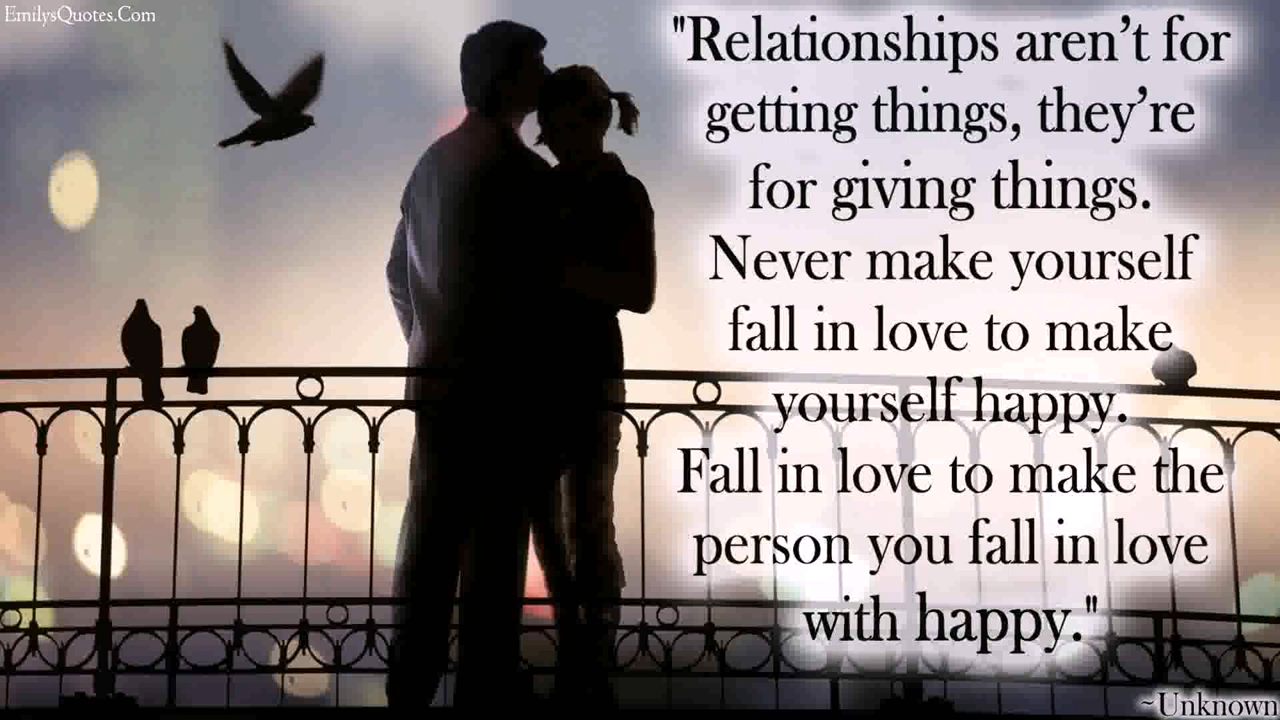 EmilysQuotes.Com
"Relationships aren’t for
getting things, they’re
for giving things.
Never make yourself
fall in love to make
yourself happy.
Fall in love to make the
person you fall in love
with happy."
~Unknown